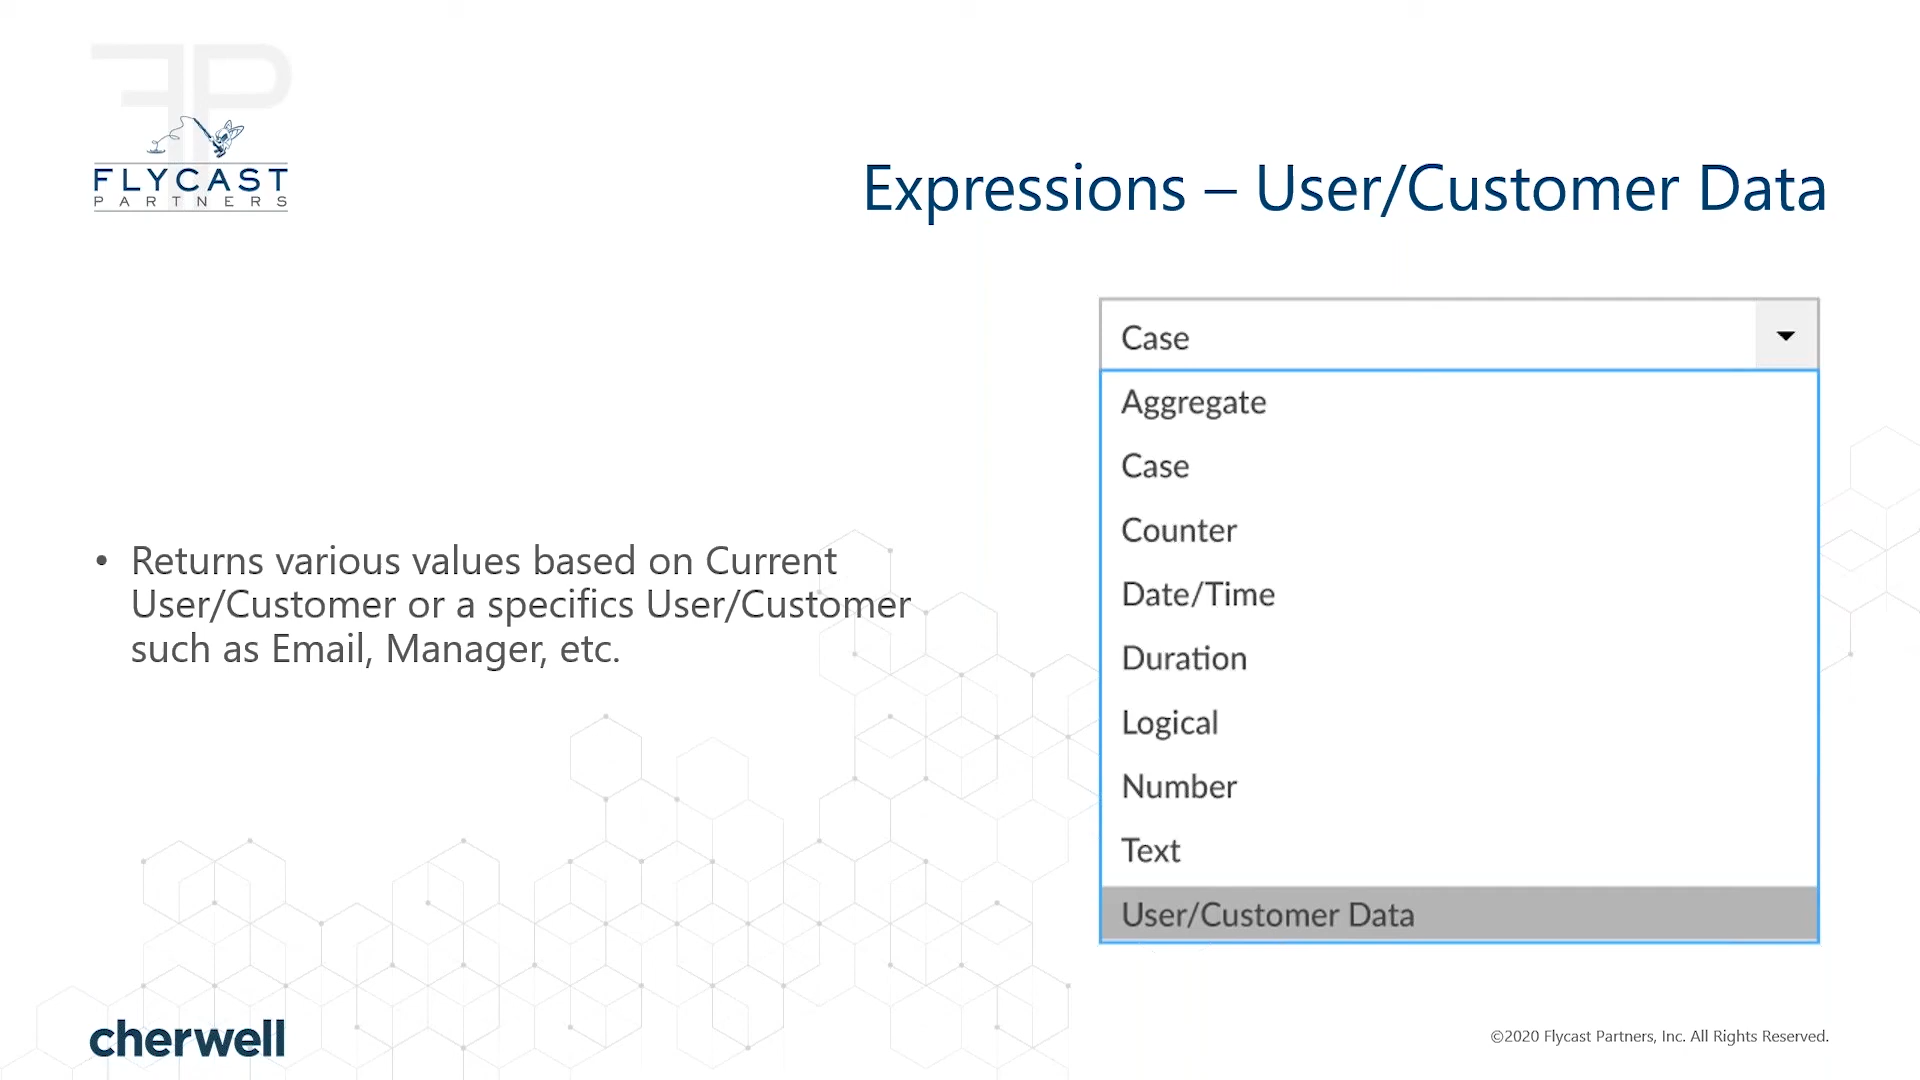 FLYCAST
PARTNERS
Expressions – User/Customer Data
• Returns various values based on Current
User/Customer or a specifics User/Customer
such as Email, Manager, etc.
Case
Aggregate
Case
Counter
Date/Time
Duration
Logical
Number
Text
User/Customer Data
cherwell
©2020 Flycast Partners, Inc. All Rights Reserved.